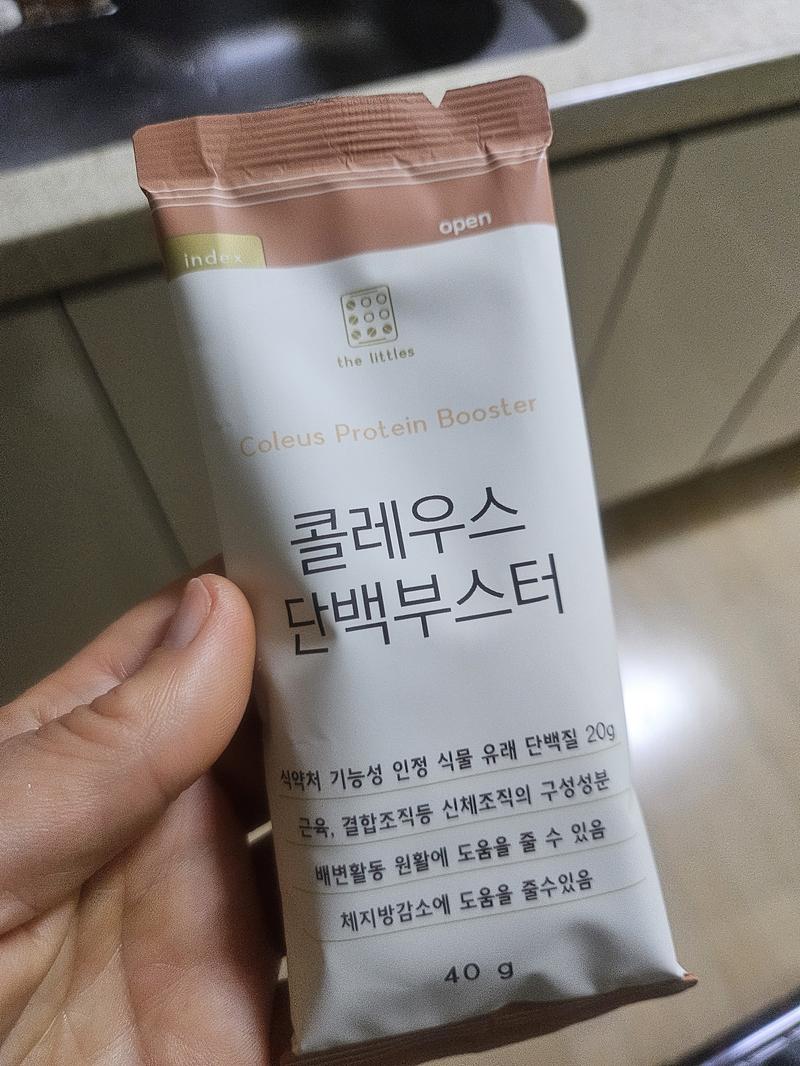 open
index
the littles
Coleus Protein Booster
콜레우스
단백부스터
식약처 기능성 인정 식물 유래 단백질 20g
근육, 결합조직등 신체조직의 구성성분
배변활동 원활에 도움을 줄 수 있음
체지방감소에 도움을 줄수있음
40 g